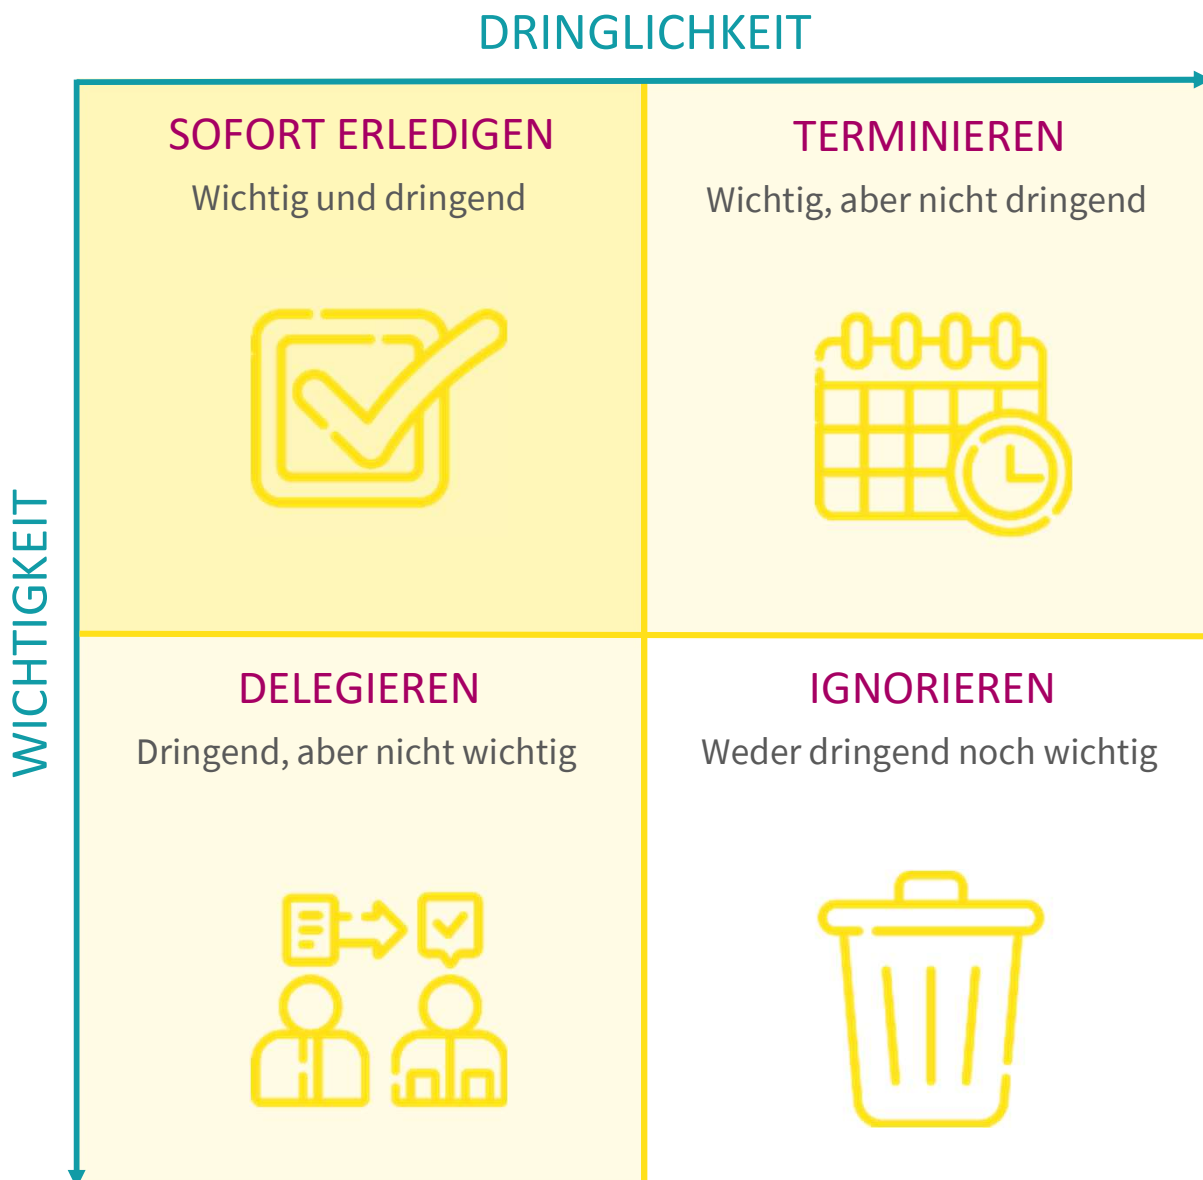 DRINGLICHKEIT
WICHTIGKEIT
SOFORT ERLEDIGEN
Wichtig und dringend
TERMINIEREN
Wichtig, aber nicht dringend
DELEGIEREN
Dringend, aber nicht wichtig
IGNORIEREN
Weder dringend noch wichtig